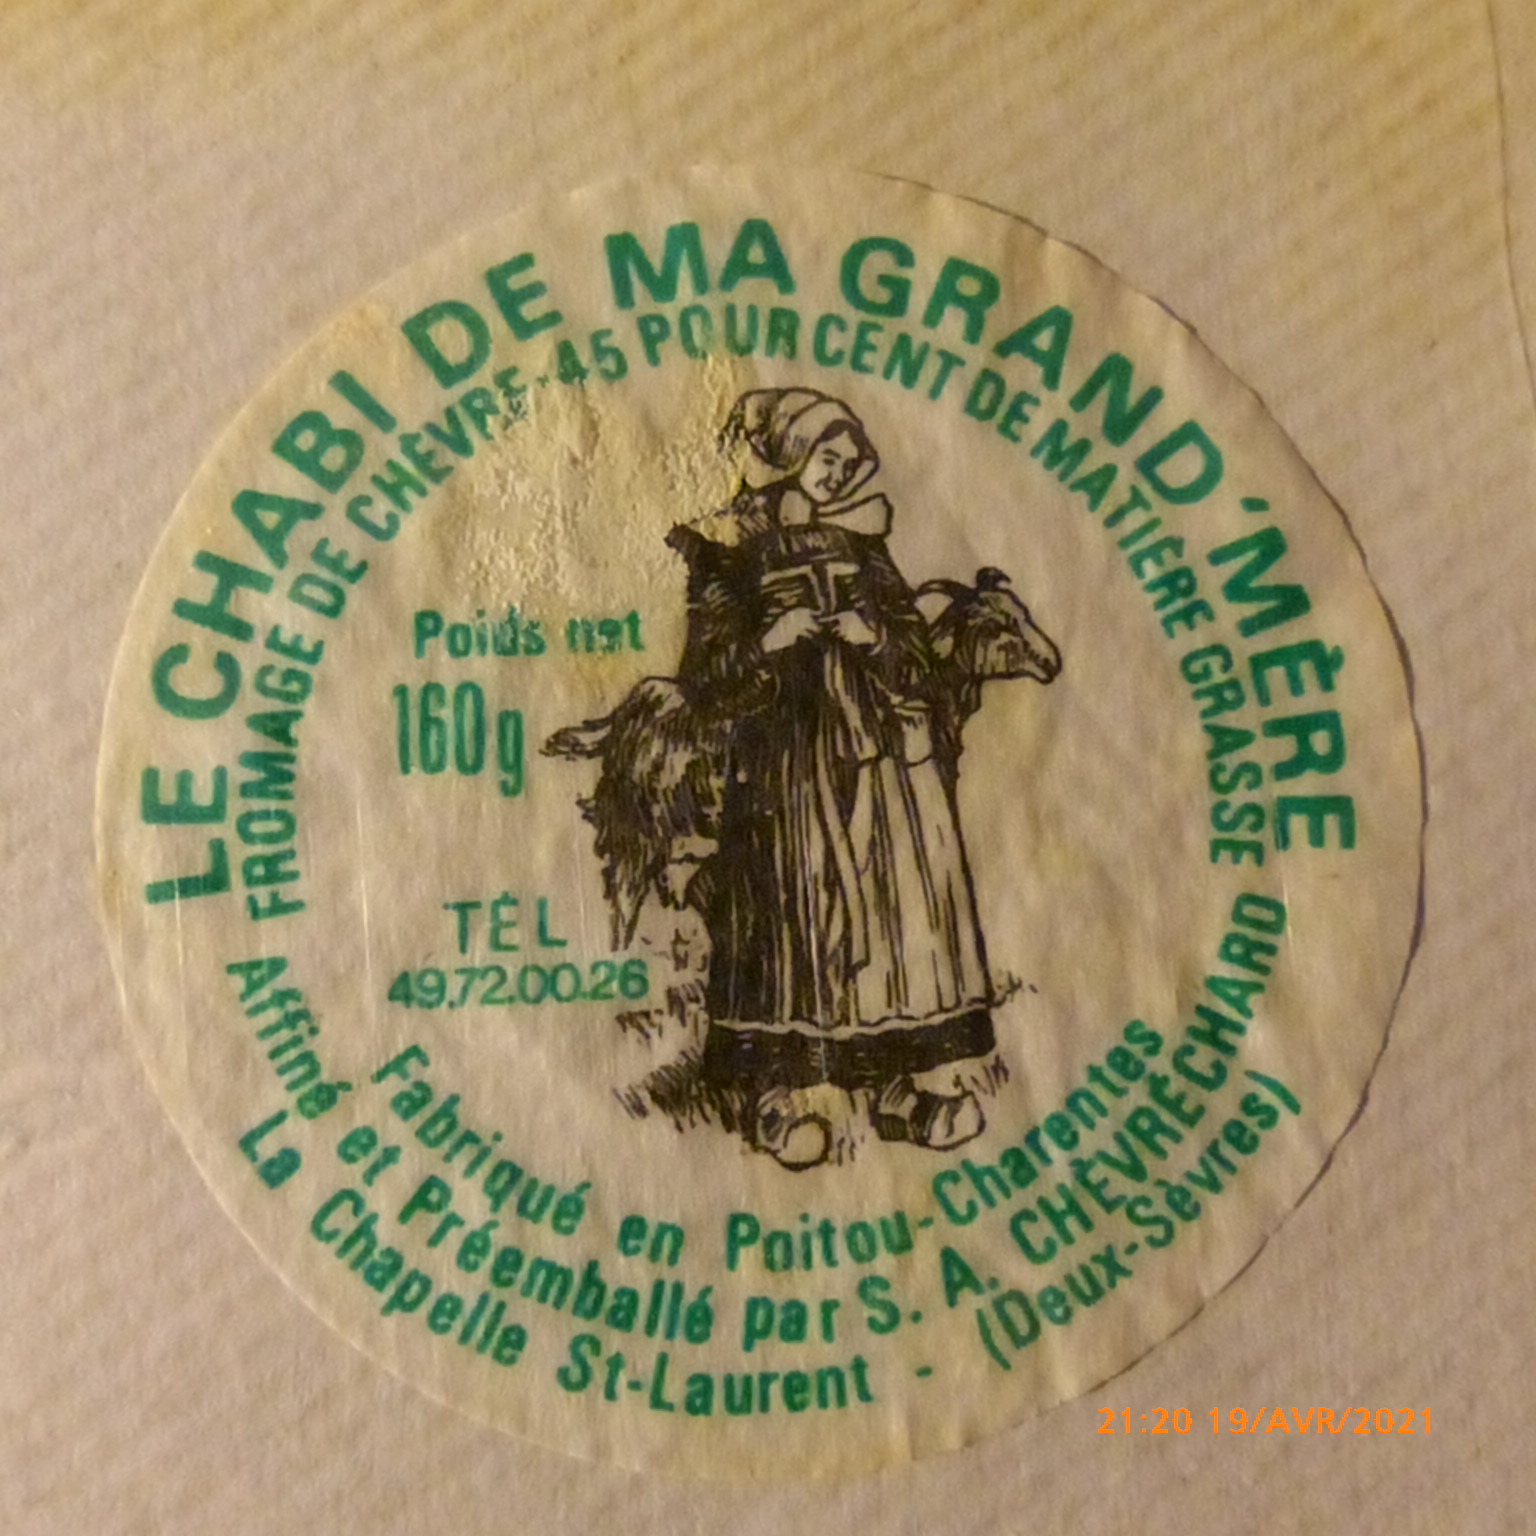 LE CHABI DE MA GRAND'MÈRE
FROMAGE DE CHÈVRE - 45 POUR CENT DE MATIÈRE GRASSE
Poids net
160g
TÉL
49.72.00.26
Fabriqué en Poitou-Charentes
Affiné et Préemballé par S. A. CHÈVRÉCHARD
La Chapelle St-Laurent - (Deux-Sèvres)
21:20 19/AVR/2021